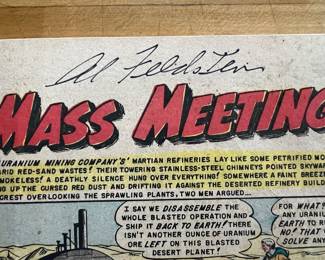 Al Feldstein
MASS MEETING
URANIUM MINING COMPANY 'S' MARTIAN REFINERIES LAY LIKE SOME PETRIFIED MO
RID RED-SAND WASTES! THEIR TOWERING STAINLESS-STEEL CHIMNEYS POINTED SKYWA
MOKELESS! A DEATHLY SILENCE HUNG OVER EVERYTHING! SOMEWHERE A FAINT BREEZ
NG UP THE CURSED RED DUST AND DRIFTING IT AGAINST THE DESERTED REFINERY BUILD
CREST OVERLOOKING THE SPRAWLING PLANTS, TWO MEN ARGUED...
I SAY WE DISASSEMBLE THE
WHOLE BLASTED OPERATION AND
SHIP IT BACK TO EARTH! THERE
ISN'T ANOTHER OUNCE OF URANIUM
ORE LEFT ON THIS BLASTED
DESERT PLANET!
FOR WHAT?
ANY URANIU
EARTH TO RE
NO! THAT W
SOLVE ANY